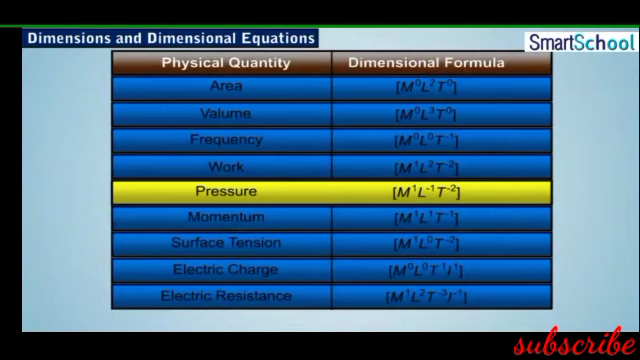 Dimensions and Dimensional Equations
SmartSchool
Physical Quantity Dimensional Formula
Area [M⁰L²T⁰]
Valume [M⁰L³T⁰]
Frequency [M⁰L⁰T⁻¹]
Work [M¹L²T⁻²]
Pressure [M¹L⁻¹T⁻²]
Momentum [M¹L¹T⁻¹]
Surface Tension [M¹L⁰T⁻²]
Electric Charge [M⁰L⁰T¹I¹]
Electric Resistance [M¹L²T⁻³I⁻¹]
subscribe